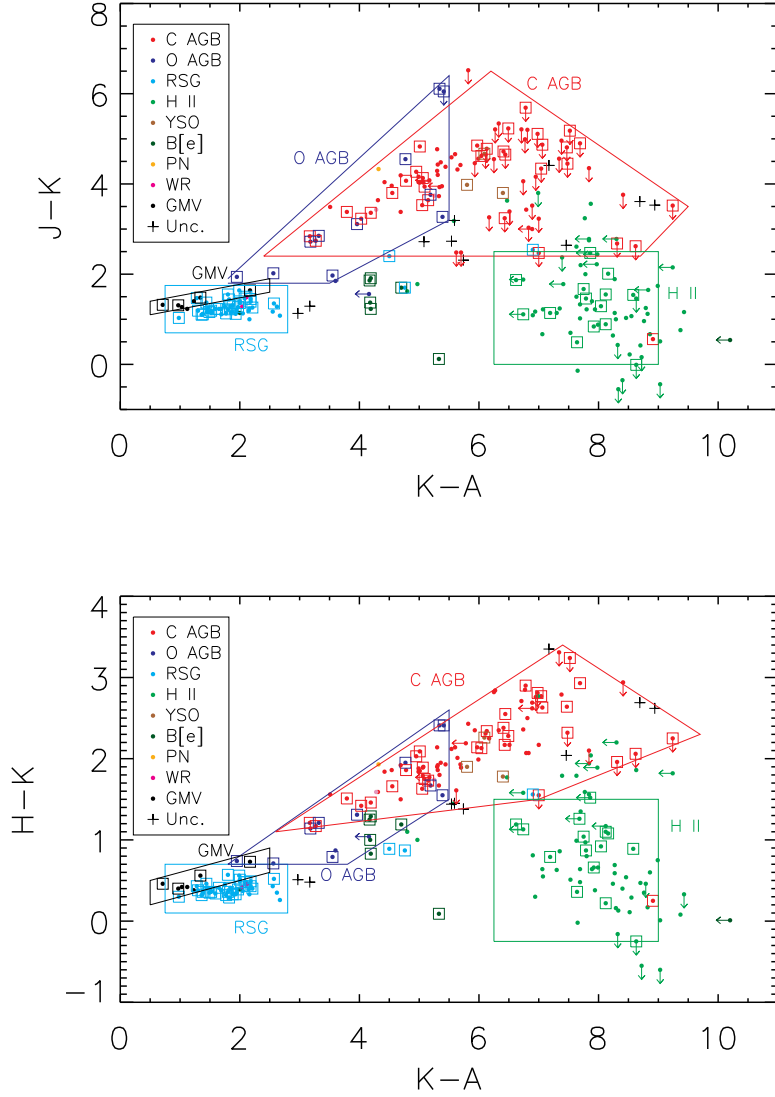 8
6
4
2
0
J-K
C AGB
O AGB
RSG
H II
YSO
B[e]
PN
WR
GMV
Unc.
C AGB
O AGB
GMV
RSG
H II
0 2 4 6 8 10
K-A
4
3
2
1
0
-1
H-K
C AGB
O AGB
RSG
H II
YSO
B[e]
PN
WR
GMV
Unc.
C AGB
H II
GMV
O AGB
RSG
0 2 4 6 8 10
K-A